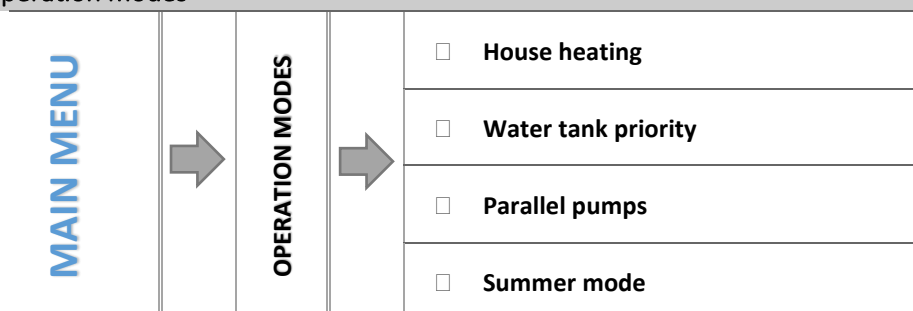 peration modes
MAIN MENU
OPERATION MODES
House heating
Water tank priority
Parallel pumps
Summer mode